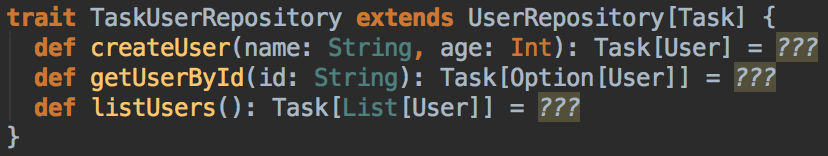 trait TaskUserRepository extends UserRepository[Task] {
  def createUser(name: String, age: Int): Task[User] = ???
  def getUserById(id: String): Task[Option[User]] = ???
  def listUsers(): Task[List[User]] = ???
}